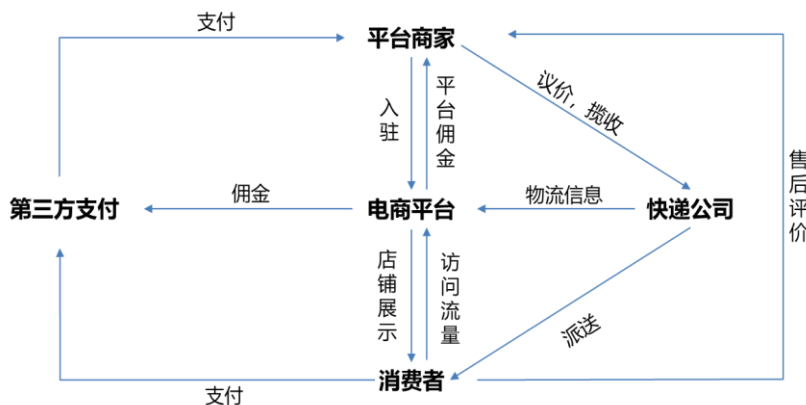 支付
平台商家
入驻
平台佣金
议价，揽收
售后评价
第三方支付
佣金
电商平台
物流信息
快递公司
店铺展示
访问流量
派送
消费者
支付